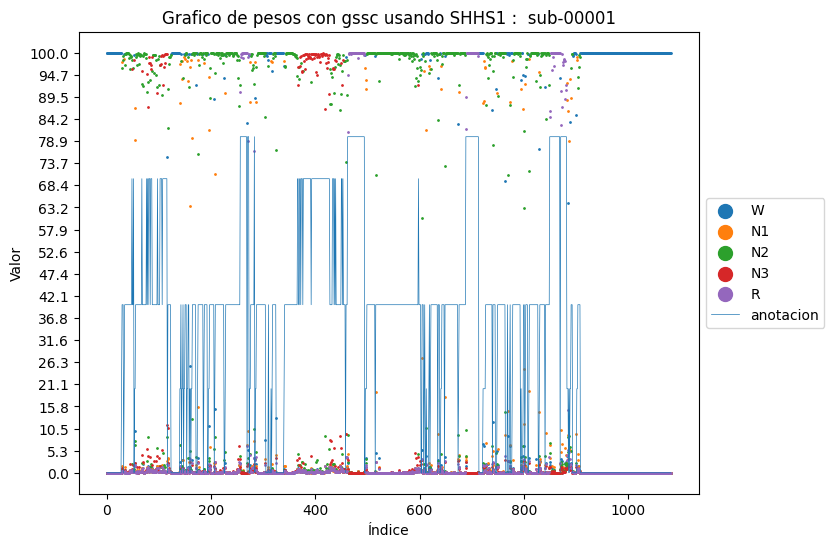 Grafico de pesos con gssc usando SHHS1 :  sub-00001
100.0
94.7
89.5
84.2
78.9
73.7
68.4
63.2
57.9
52.6
47.4
42.1
36.8
31.6
26.3
21.1
15.8
10.5
5.3
0.0
Valor
0 200 400 600 800 1000
Índice
W
N1
N2
N3
R
anotacion